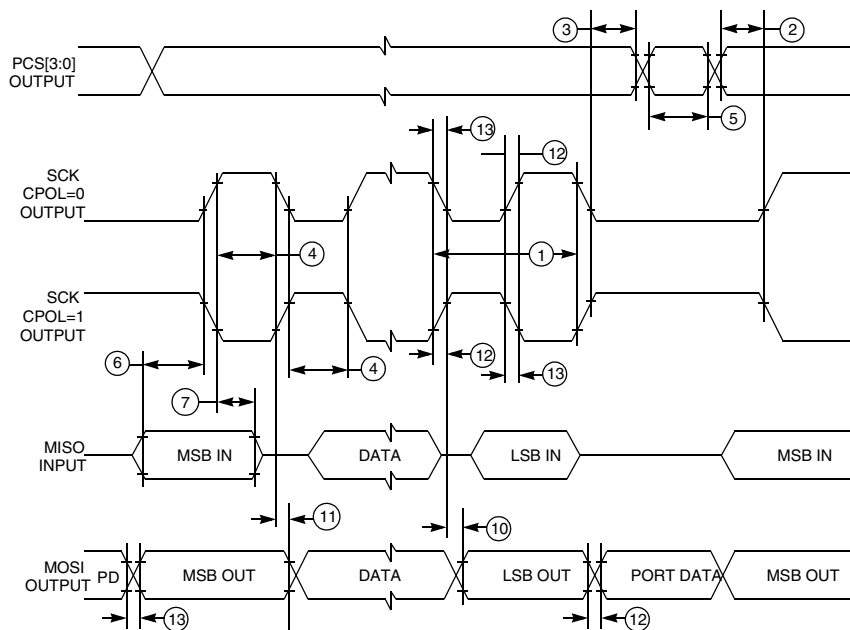 3
2
PCS[3:0]
OUTPUT
5
13
12
SCK
CPOL=0
OUTPUT
4
1
SCK
CPOL=1
OUTPUT
6
4
12
13
7
MISO
INPUT
MSB IN
DATA
LSB IN
MSB IN
11
10
MOSI
OUTPUT
PD
MSB OUT
DATA
LSB OUT
PORT DATA
MSB OUT
13
12